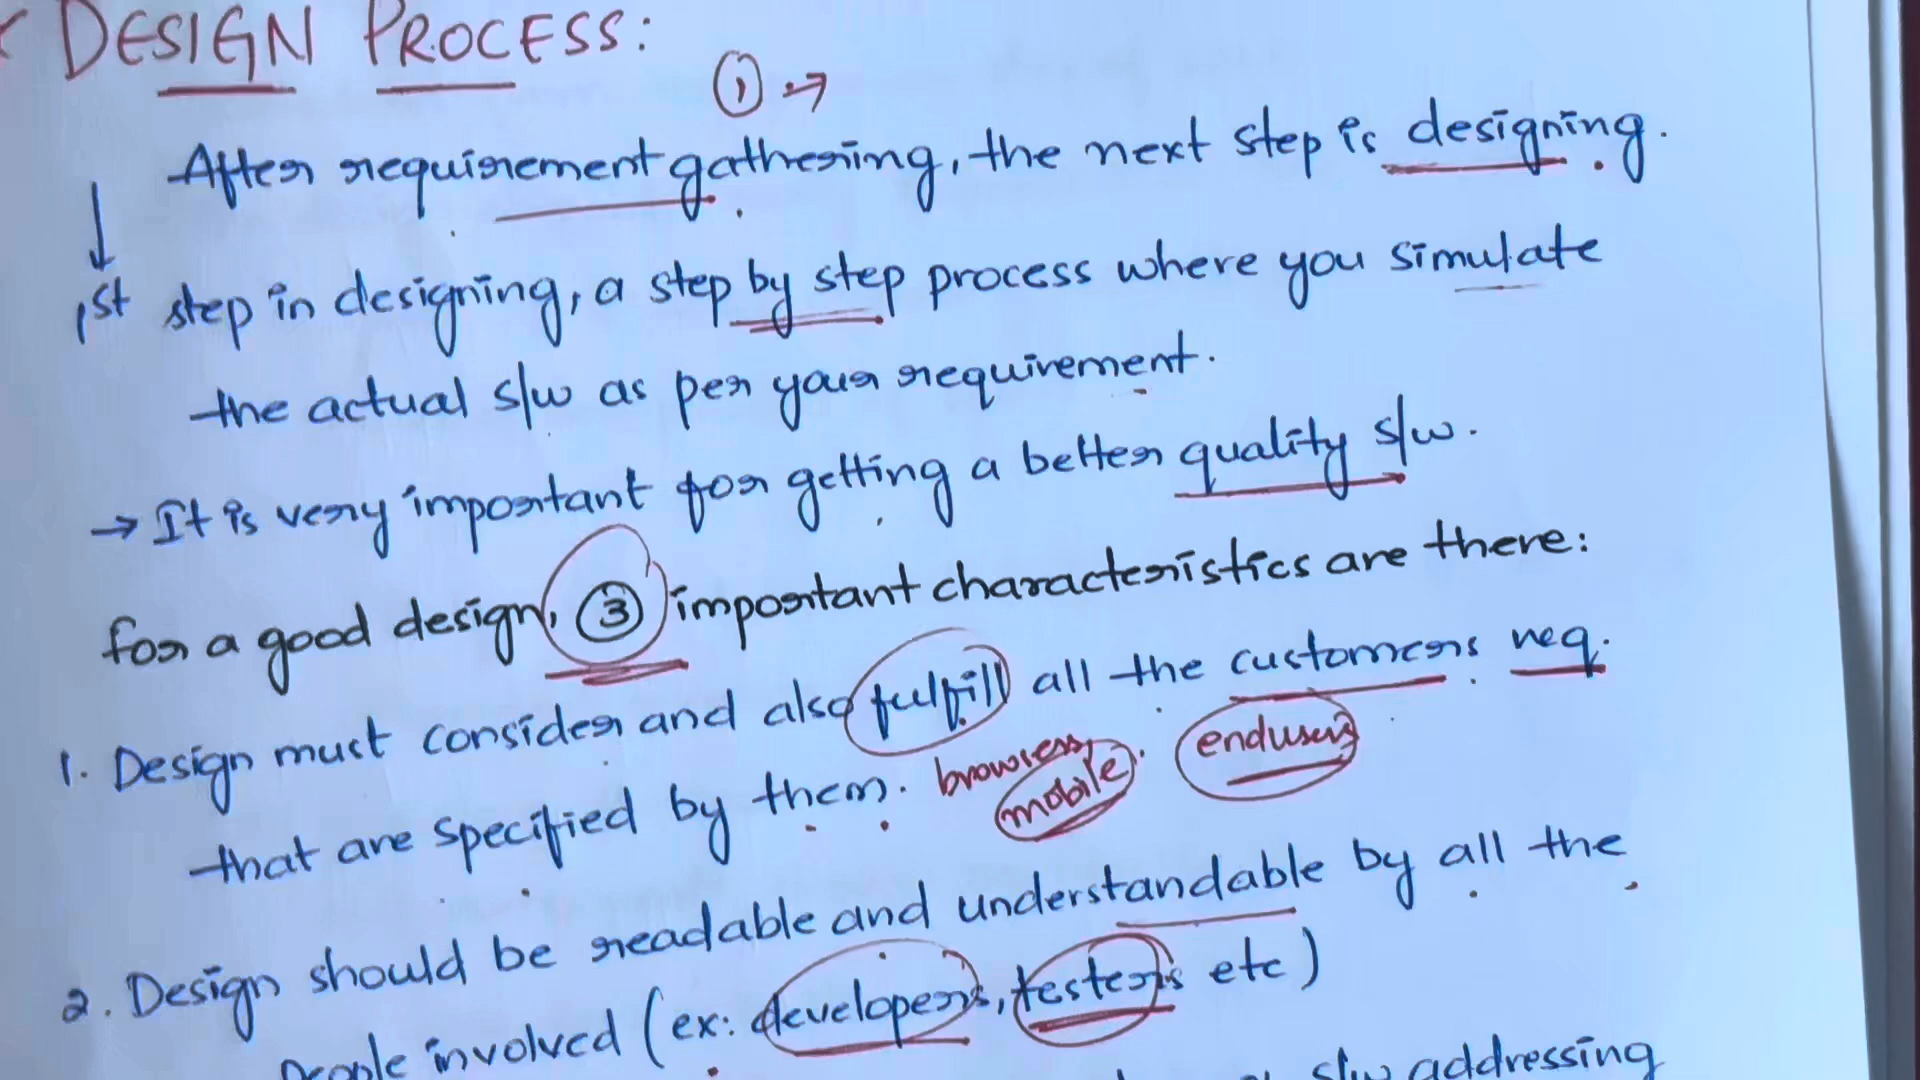 DESIGN PROCESS:
① →
After requirement gathering, the next step is designing.
↓
1st step in designing, a step by step process where you simulate
the actual s/w as per your requirement.
→ It is very important for getting a better quality s/w.
for a good design, ③ important characteristics are there:
1. Design must consider and also fulfill all the customers req.
that are specified by them. browsers, mobile. endusers
2. Design should be readable and understandable by all the
People involved (ex: developers, testers etc)
s/w addressing